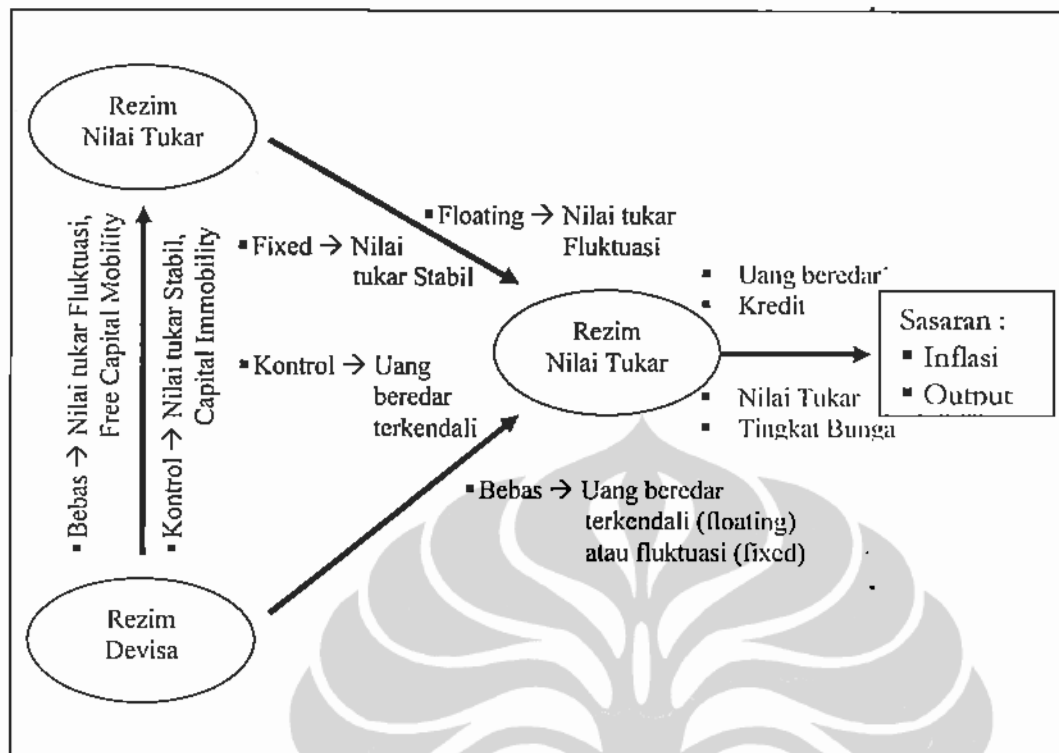 Rezim
Nilai Tukar
▪ Bebas → Nilai tukar Fluktuasi,
Free Capital Mobility
▪ Kontrol → Nilai tukar Stabil,
Capital Immobility
▪ Floating → Nilai tukar
Fluktuasi
▪ Fixed → Nilai
tukar Stabil
▪ Kontrol → Uang
beredar
terkendali
▪ Bebas → Uang beredar
terkendali (floating)
atau fluktuasi (fixed)
Rezim
Devisa
Rezim
Nilai Tukar
▪ Uang beredar
▪ Kredit
▪ Nilai Tukar
▪ Tingkat Bunga
Sasaran :
▪ Inflasi
▪ Output